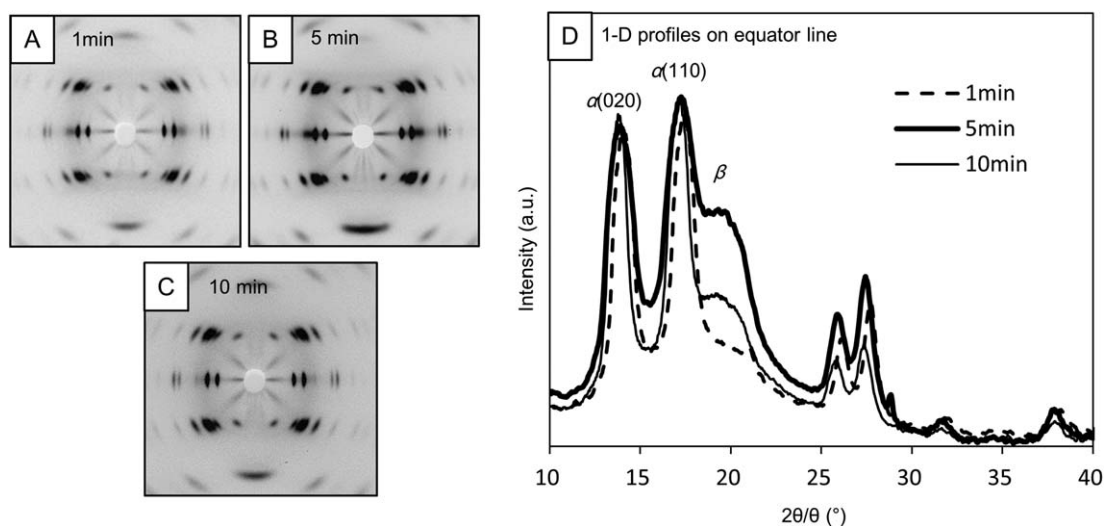 A
1min
B
5 min
C
10 min
D
1-D profiles on equator line
α(020)
α(110)
β
1min
5min
10min
Intensity (a.u.)
10
15
20
25
30
35
40
2θ/θ (°)